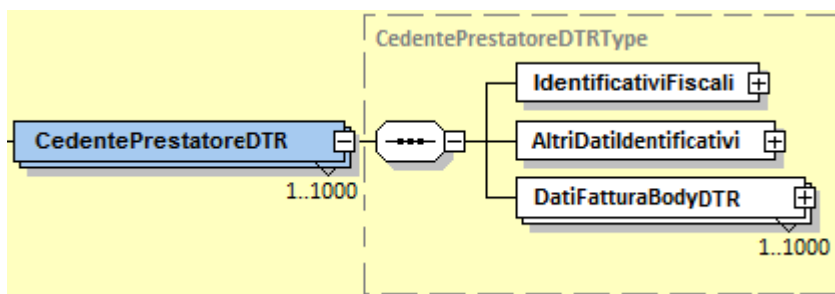 CedentePrestatoreDTRType
IdentificativiFiscali
CedentePrestatoreDTR
AltriDatiIdentificativi
1..1000
DatiFatturaBodyDTR
1..1000